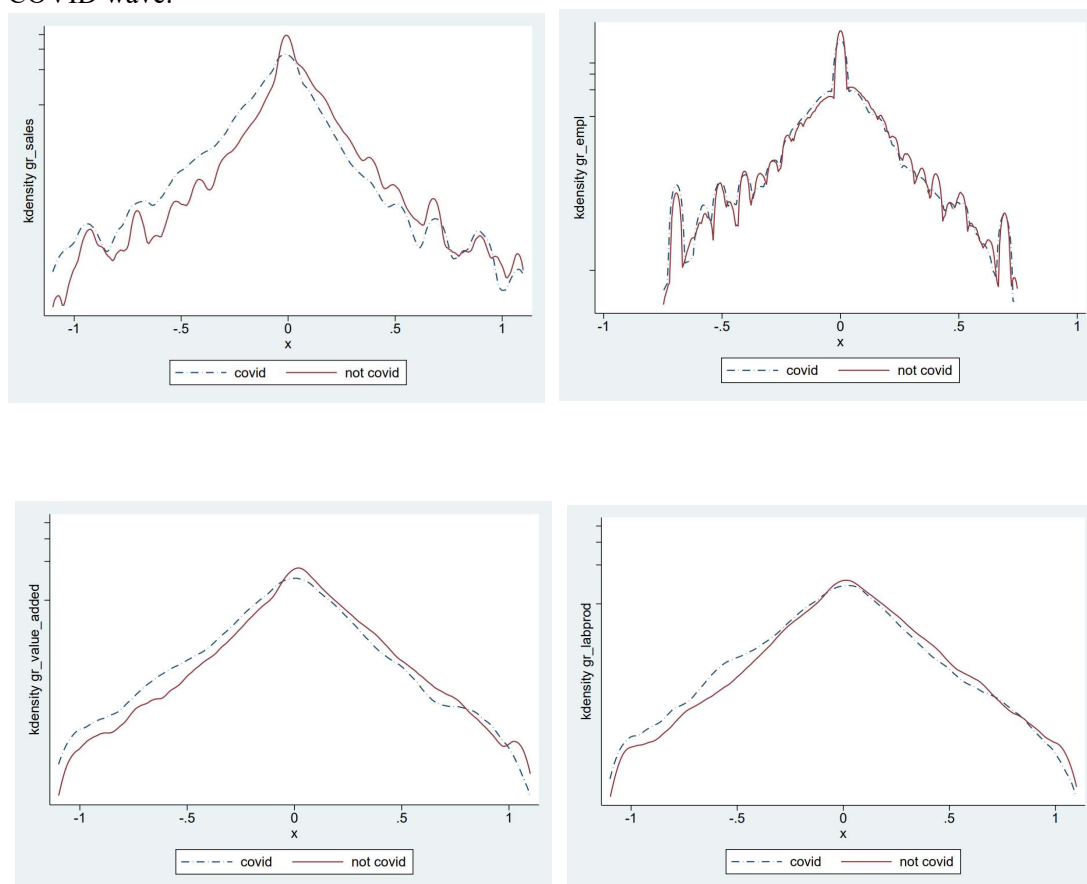 COVID wave.
kdensity gr_sales
-1 -.5 0 .5 1
x
covid not covid
kdensity gr_empl
-1 -.5 0 .5 1
x
covid not covid
kdensity gr_value_added
-1 -.5 0 .5 1
x
covid not covid
kdensity gr_labprod
-1 -.5 0 .5 1
x
covid not covid